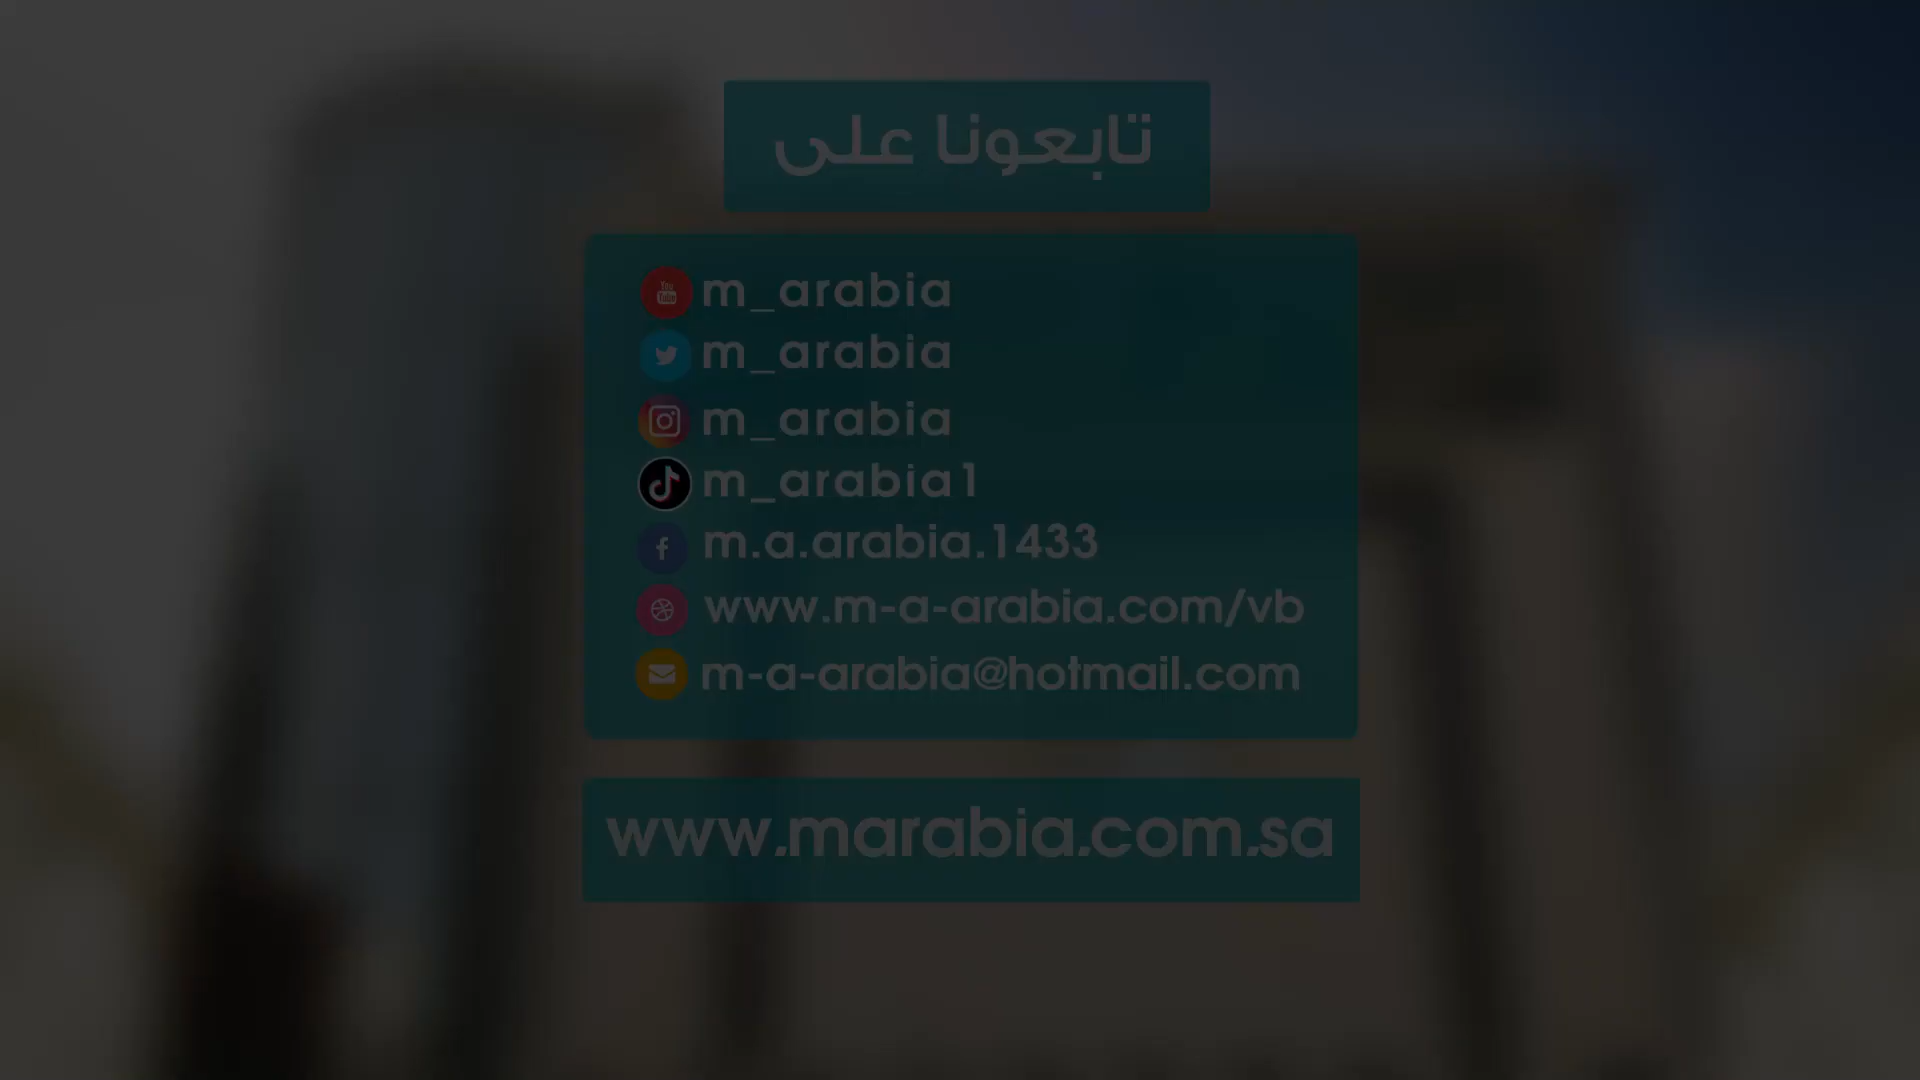 تابعونا على
m_arabia
m_arabia
m_arabia
m_arabia1
m.a.arabia.1433
www.m-a-arabia.com/vb
m-a-arabia@hotmail.com
www.marabia.com.sa